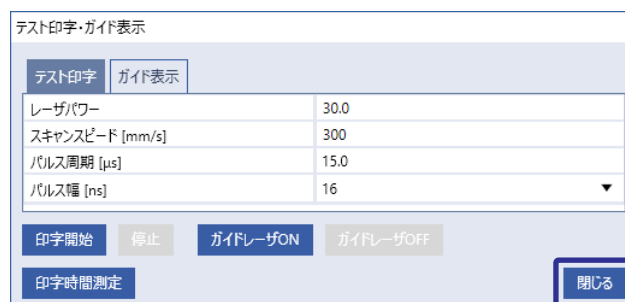 テスト印字・ガイド表示
テスト印字 ガイド表示
レーザパワー 30.0
スキャンスピード [mm/s] 300
パルス周期 [µs] 15.0
パルス幅 [ns] 16
印字開始 停止 ガイドレーザON ガイドレーザOFF
印字時間測定 閉じる